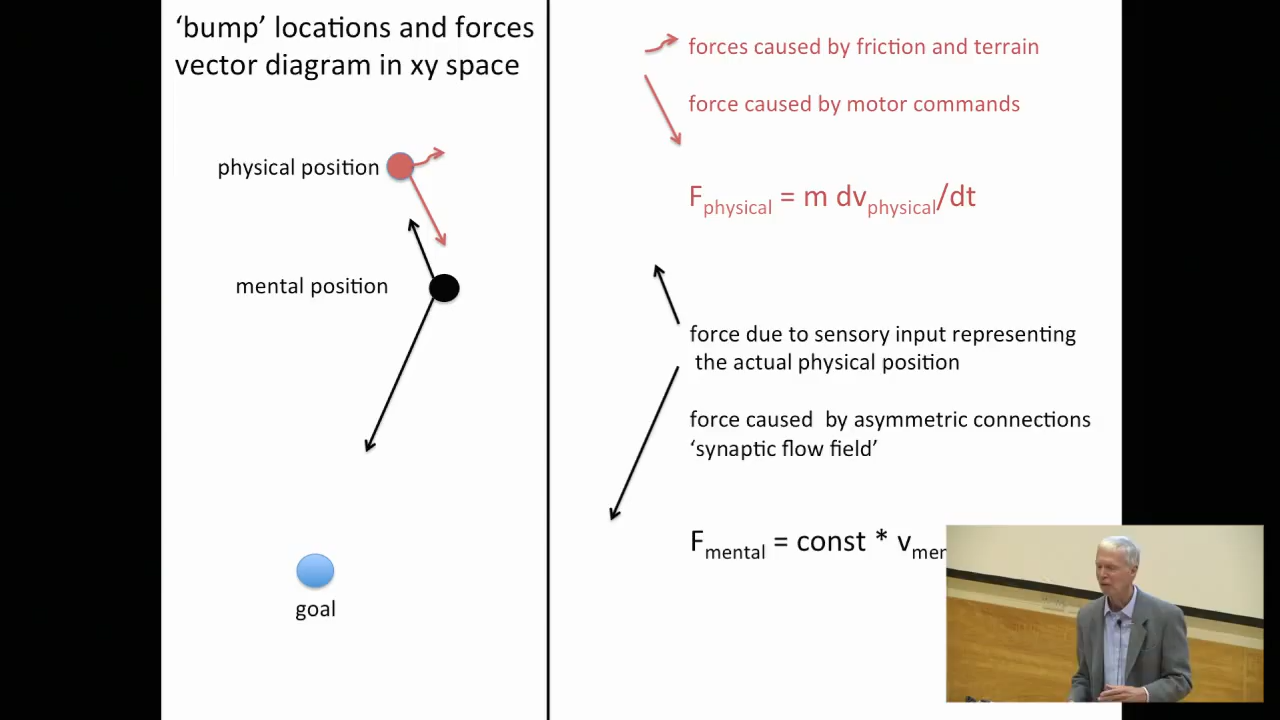 ‘bump’ locations and forces
vector diagram in xy space
physical position
mental position
goal
forces caused by friction and terrain
force caused by motor commands
Fphysical = m dvphysical/dt
force due to sensory input representing
the actual physical position
force caused by asymmetric connections
‘synaptic flow field’
Fmental = const * vmen